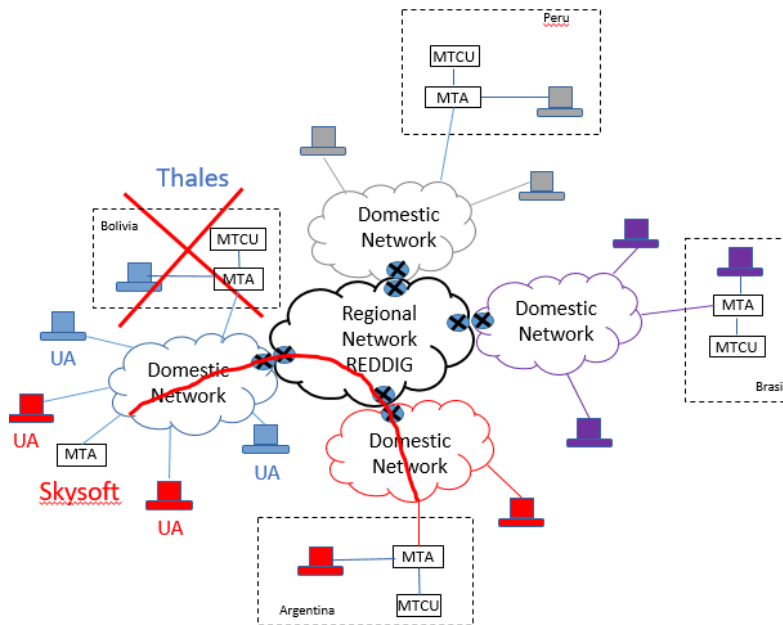 Peru
MTCU
MTA
Thales
Bolivia
MTCU
MTA
Domestic
Network
Regional
Network
REDDIG
Domestic
Network
MTA
MTCU
Brasi
UA
Domestic
Network
UA
MTA
UA
Skysoft
UA
Domestic
Network
MTA
MTCU
Argentina